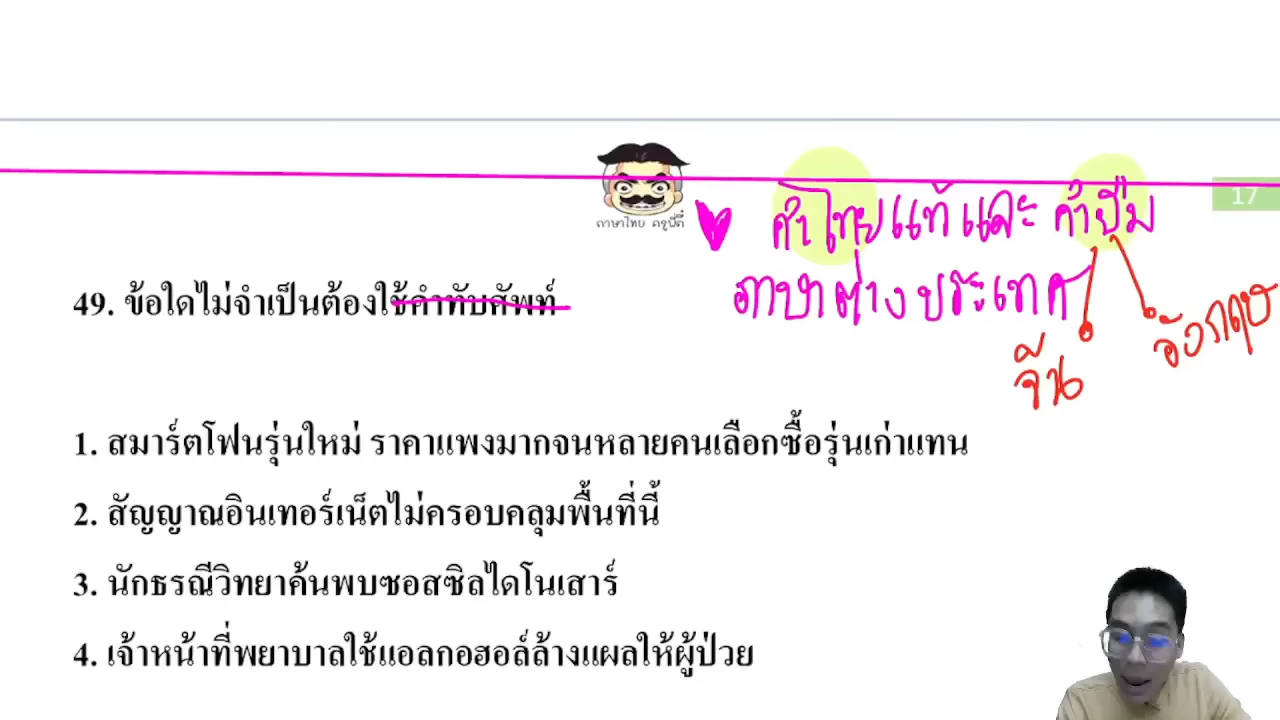 17
ภาษาไทย ครูปีตี้
คำไทยแท้และคำยืม
ภาษาต่างประเทศ
จีน
อังกฤษ
49. ข้อใดไม่จำเป็นต้องใช้คำทับศัพท์
1. สมาร์ตโฟนรุ่นใหม่ ราคาแพงมากจนหลายคนเลือกซื้อรุ่นเก่าแทน
2. สัญญาณอินเทอร์เน็ตไม่ครอบคลุมพื้นที่นี้
3. นักธรณีวิทยาค้นพบซอสซิลไดโนเสาร์
4. เจ้าหน้าที่พยาบาลใช้แอลกอฮอล์ล้างแผลให้ผู้ป่วย